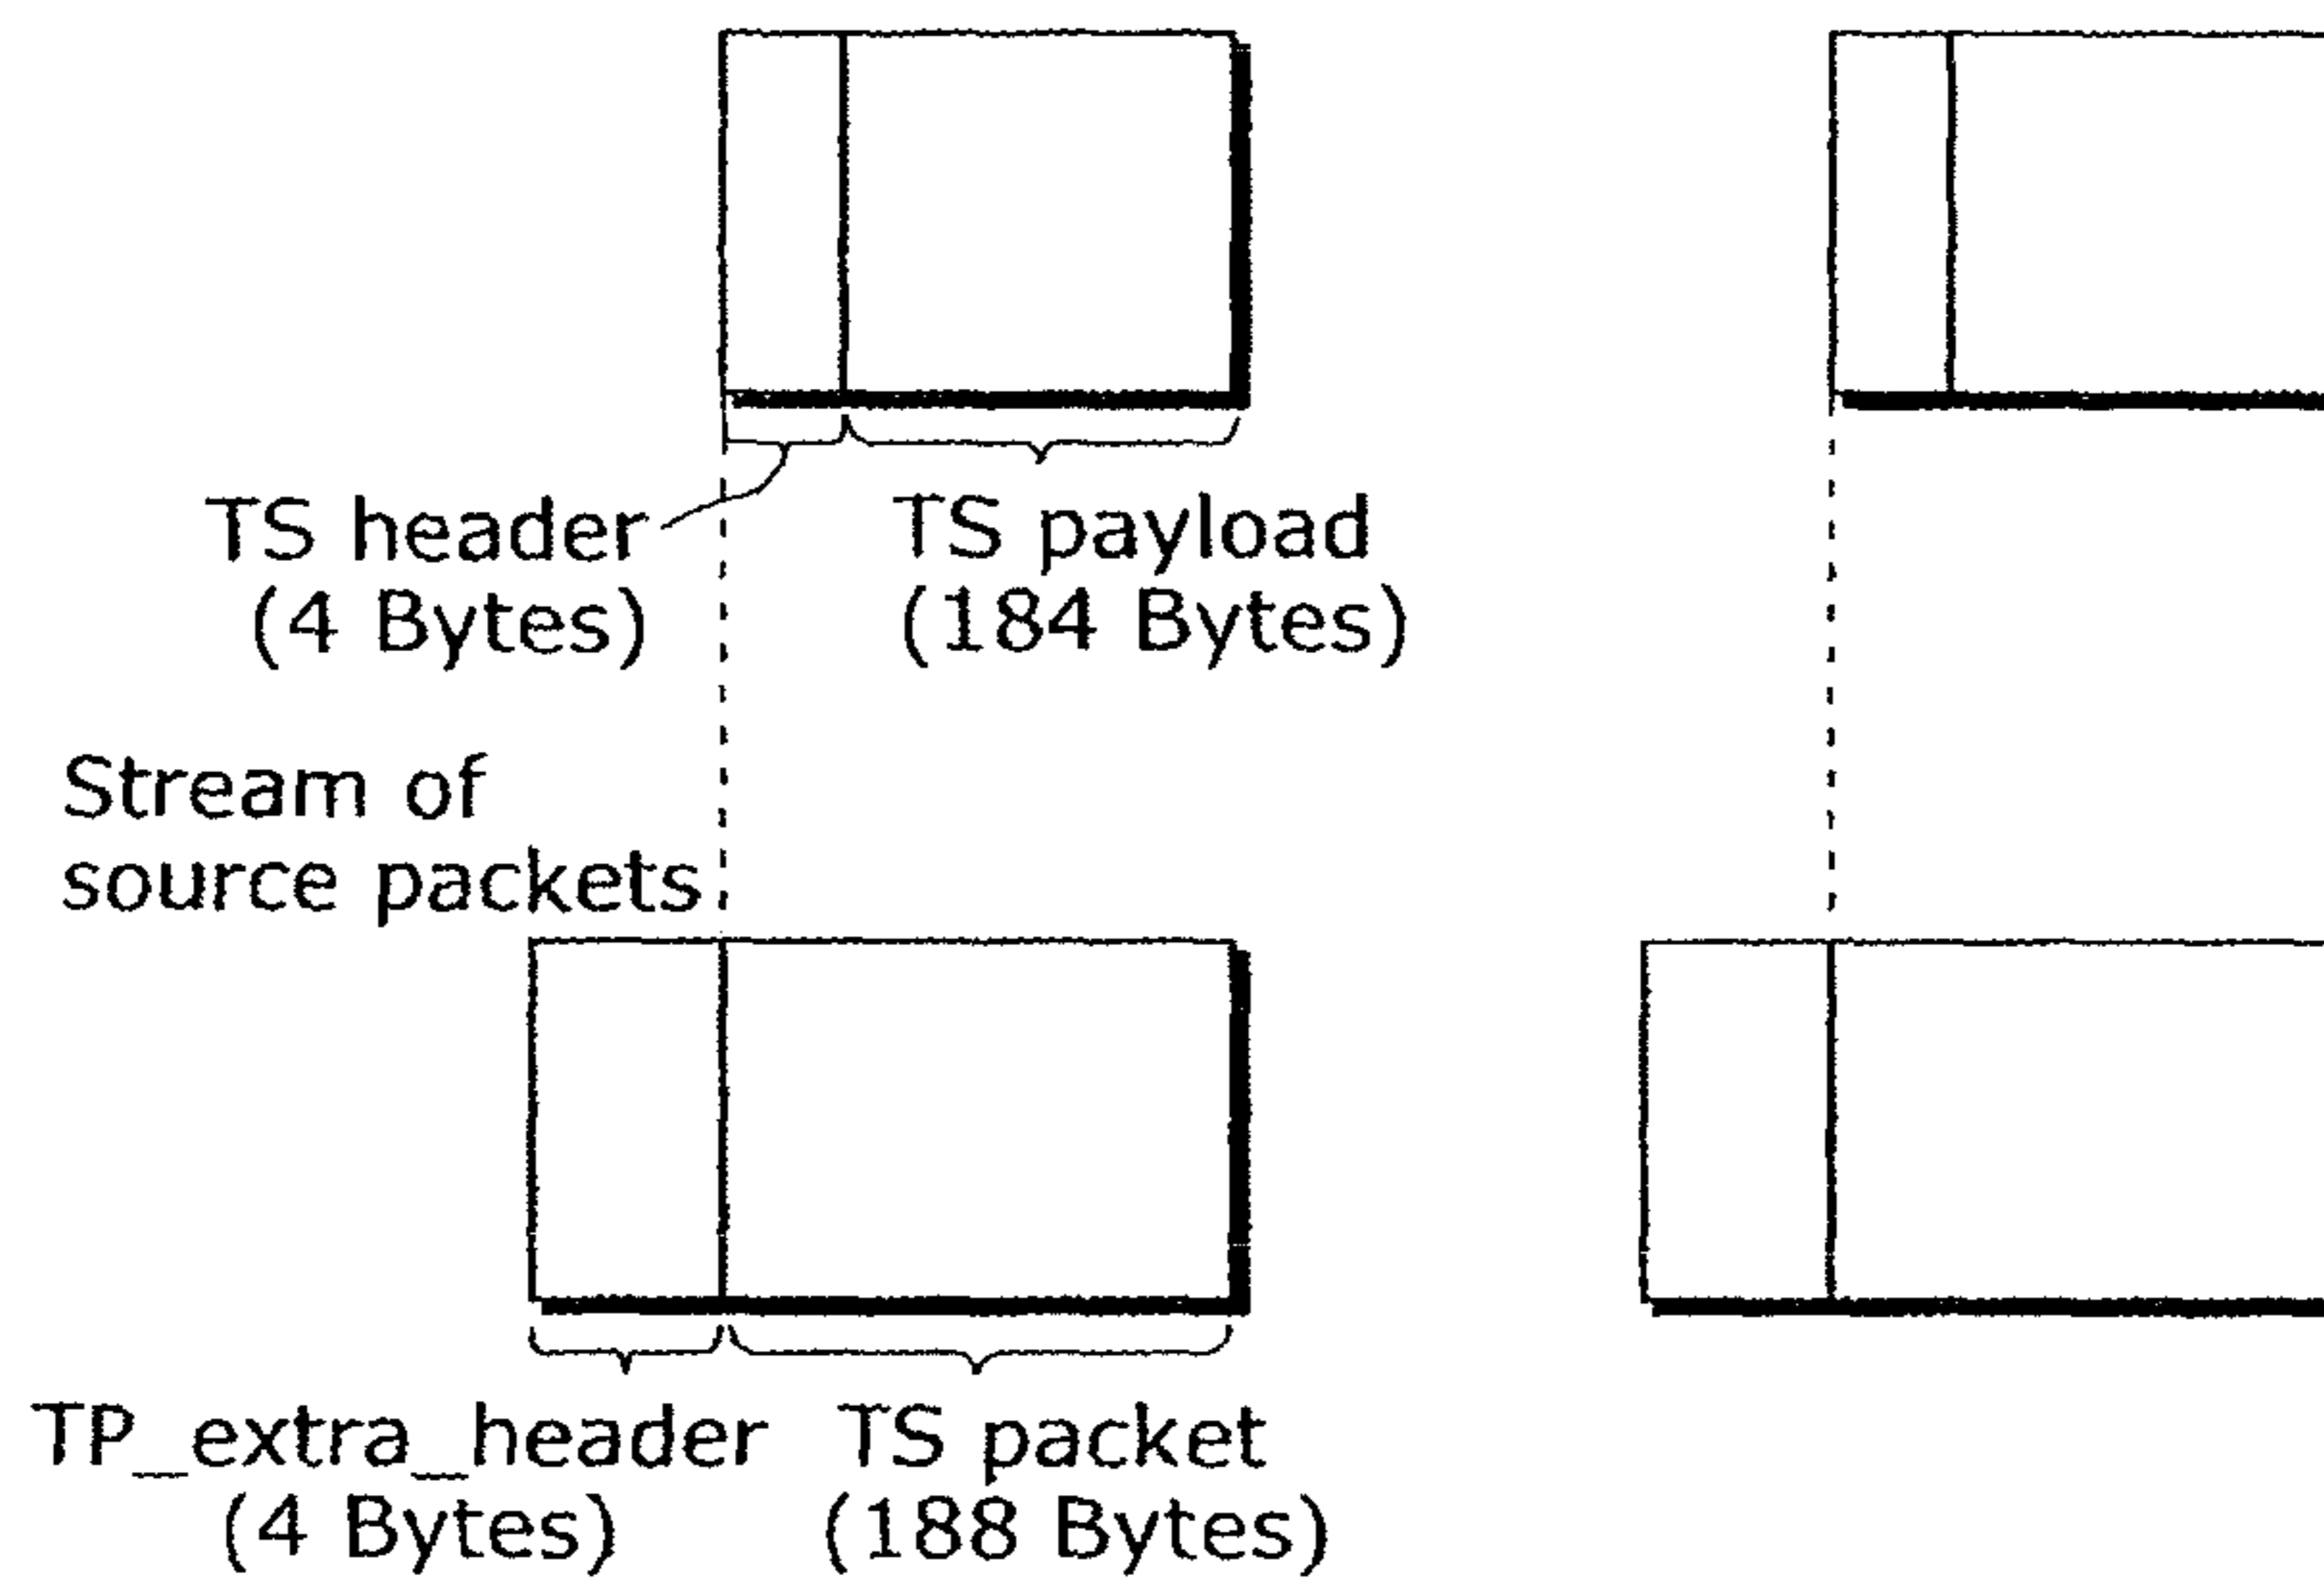 TS header
(4 Bytes)
TS payload
(184 Bytes)
Stream of
source packets
TP_extra_header
(4 Bytes)
TS packet
(188 Bytes)